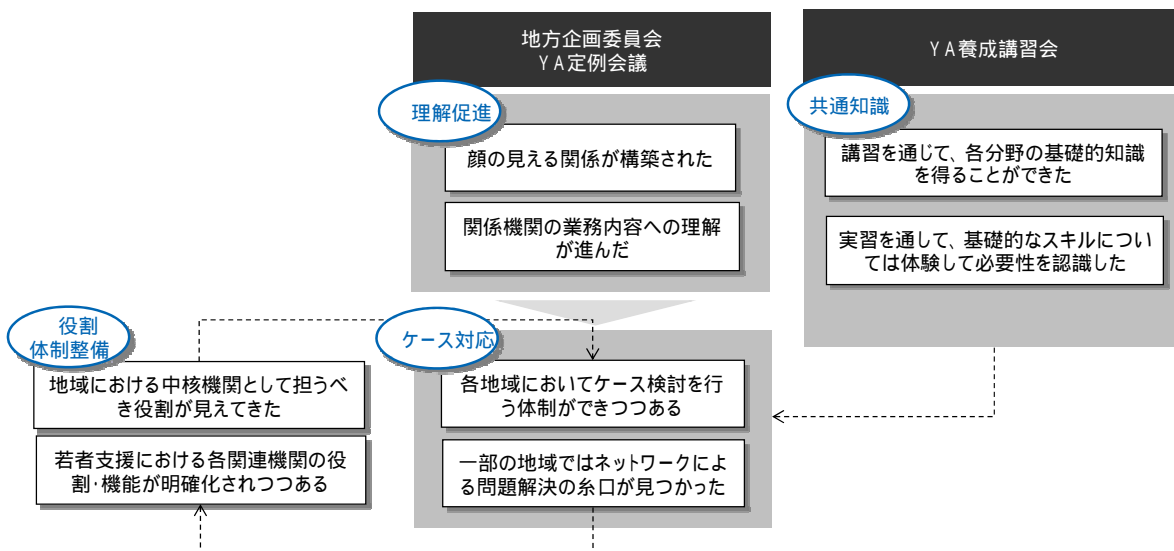 地方企画委員会
ＹＡ定例会議
理解促進
顔の見える関係が構築された
関係機関の業務内容への理解
が進んだ
ＹＡ養成講習会
共通知識
講習を通じて、各分野の基礎的知識
を得ることができた
実習を通して、基礎的なスキルについ
ては体験して必要性を認識した
役割
体制整備
地域における中核機関として担うべ
き役割が見えてきた
若者支援における各関連機関の役
割・機能が明確化されつつある
ケース対応
各地域においてケース検討を行
う体制ができつつある
一部の地域ではネットワークによ
る問題解決の糸口が見つかった